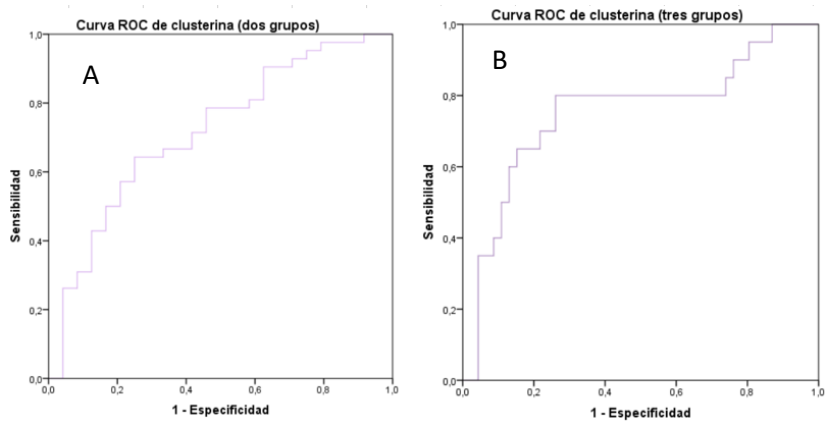 Curva ROC de clusterina (dos grupos)
A
1,0
0,8
0,6
0,4
0,2
0,0
Sensibilidad
0,0 0,2 0,4 0,6 0,8 1,0
1 - Especificidad
Curva ROC de clusterina (tres grupos)
B
1,0
0,8
0,6
0,4
0,2
0,0
Sensibilidad
0,0 0,2 0,4 0,6 0,8 1,0
1 - Especificidad